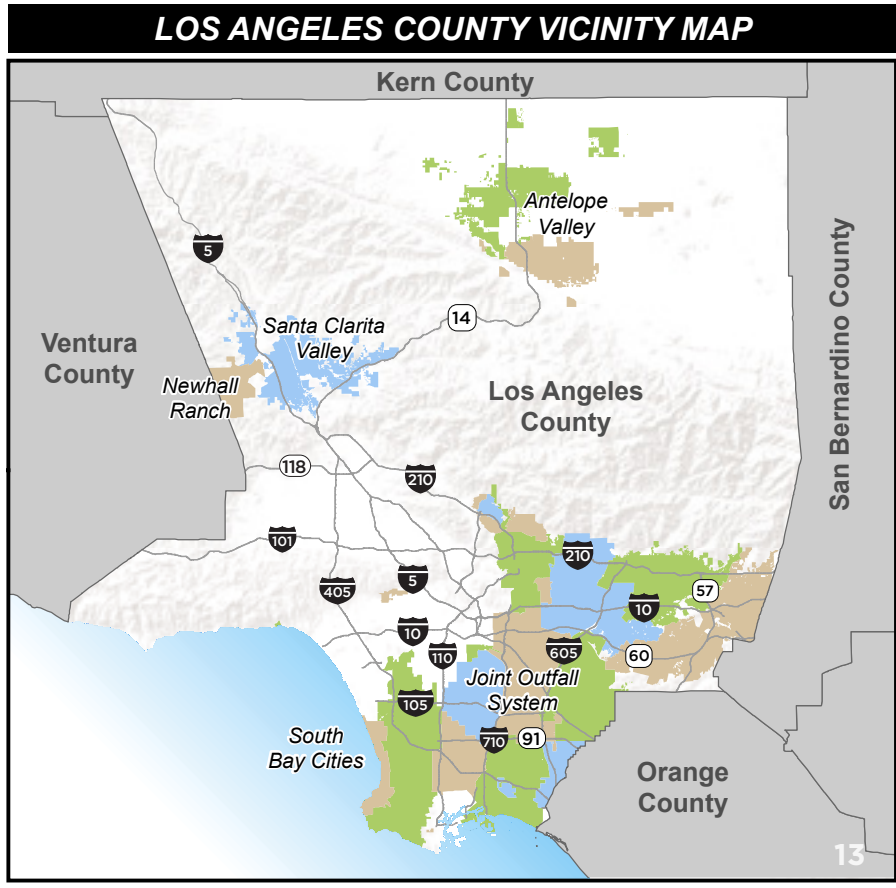 LOS ANGELES COUNTY VICINITY MAP
Kern County
Antelope
Valley
5
San Bernardino County
14
Santa Clarita
Valley
Ventura
County
Newhall
Ranch
Los Angeles
County
118
210
101
210
5
405
57
10
10
110
605
60
Joint Outfall
System
105
South
Bay Cities
710
91
Orange
County
13